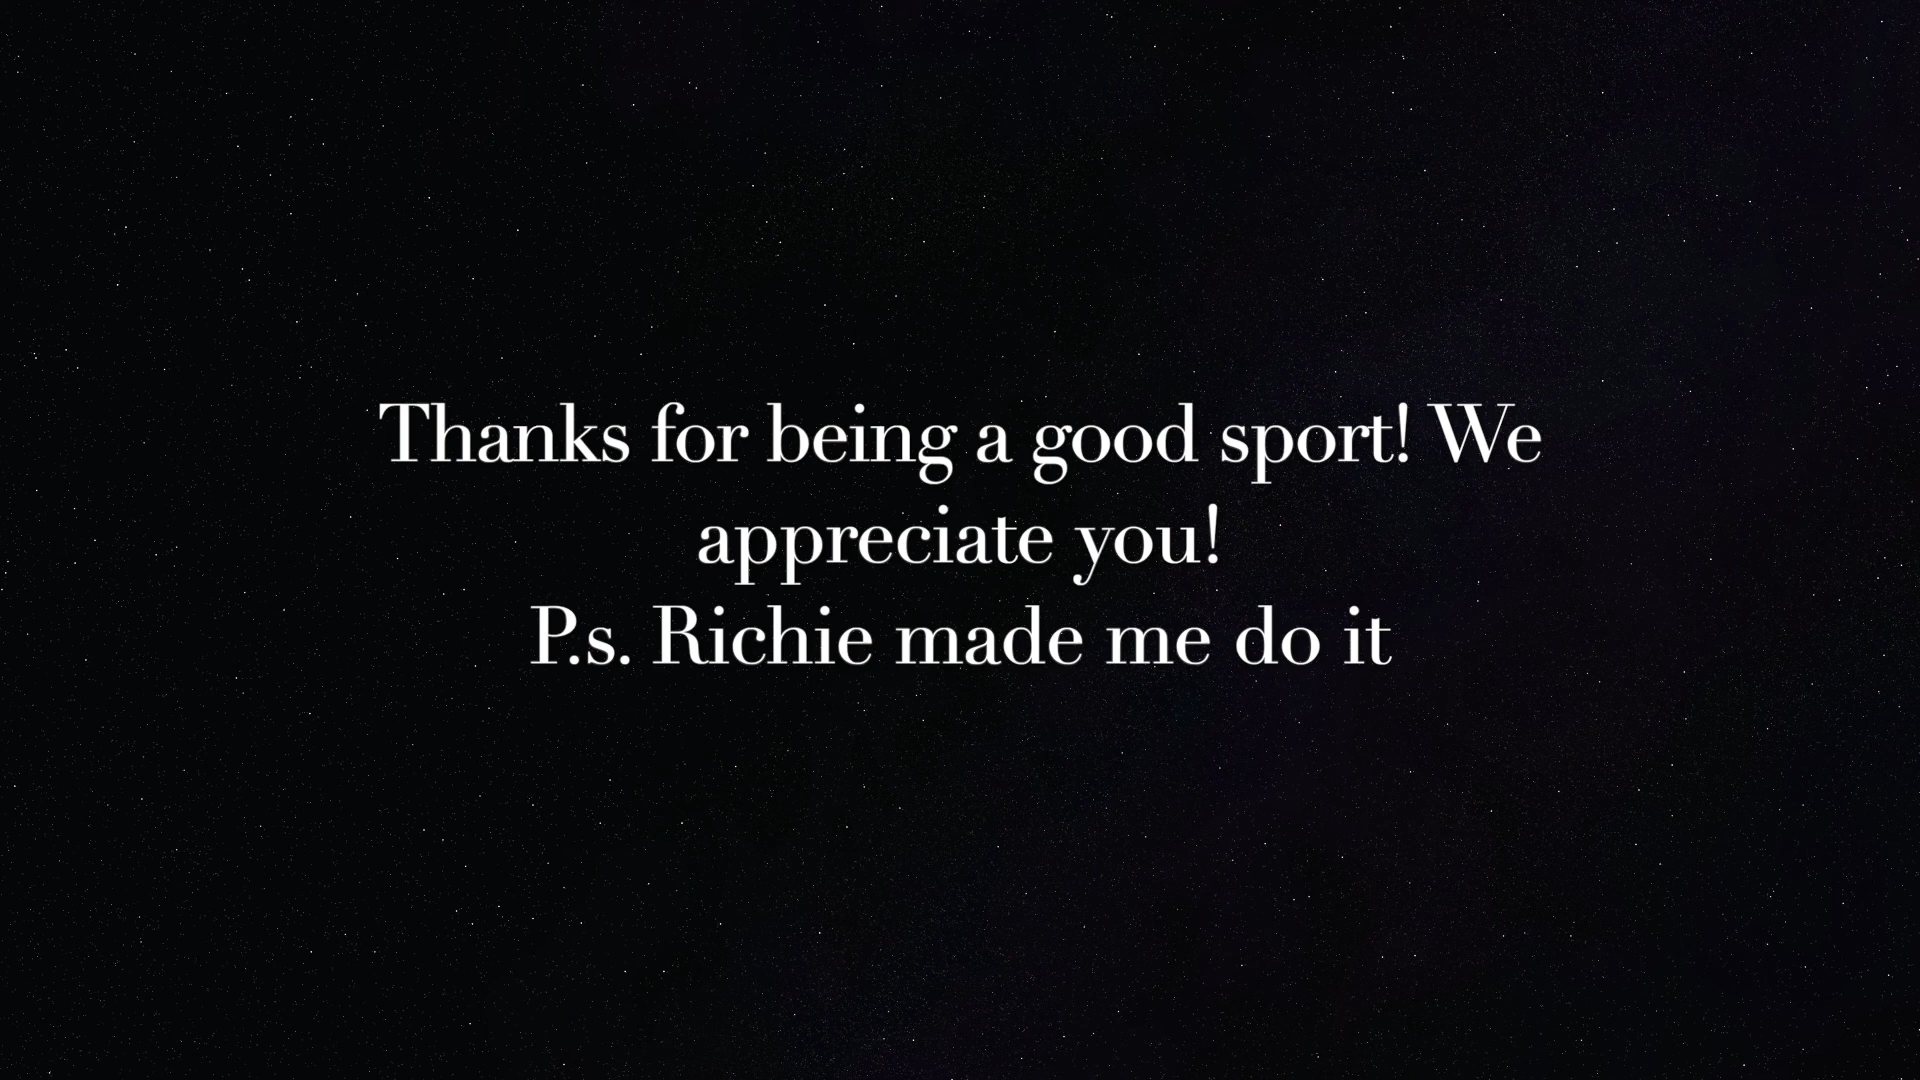 Thanks for being a good sport! We
appreciate you!
P.s. Richie made me do it